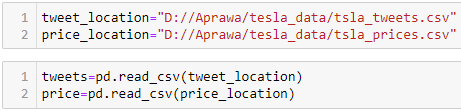 1 tweet_location="D://Aprawa/tesla_data/tsla_tweets.csv"
2 price_location="D://Aprawa/tesla_data/tsla_prices.csv"
1 tweets=pd.read_csv(tweet_location)
2 price=pd.read_csv(price_location)